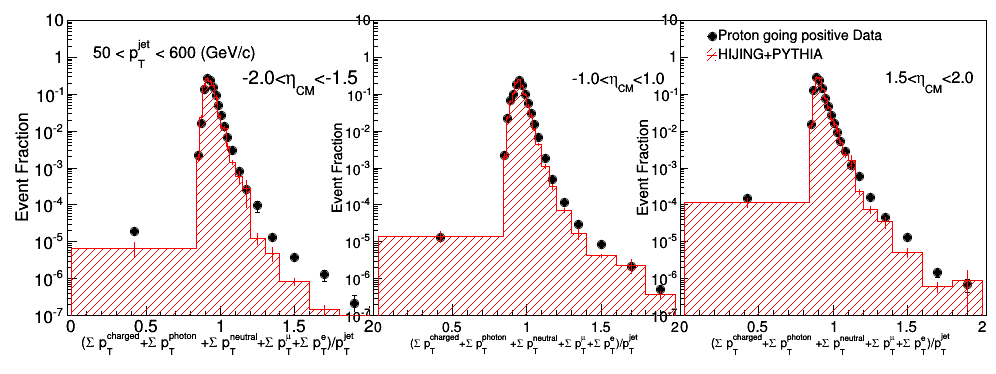 50 < p_T^jet < 600 (GeV/c)
-2.0<η_CM<-1.5
-1.0<η_CM<1.0
Proton going positive Data
HIJING+PYTHIA
1.5<η_CM<2.0
Event Fraction
10
1
10^-1
10^-2
10^-3
10^-4
10^-5
10^-6
10^-7
0 0.5 1 1.5 2
(Σ p_T^charged+Σ p_T^photon +Σ p_T^neutral+Σ p_T^μ+Σ p_T^e)/p_T^jet
Event Fraction
10
1
10^-1
10^-2
10^-3
10^-4
10^-5
10^-6
10^-7
0 0.5 1 1.5 2
(Σ p_T^charged+Σ p_T^photon +Σ p_T^neutral+Σ p_T^μ+Σ p_T^e)/p_T^jet
Event Fraction
10
1
10^-1
10^-2
10^-3
10^-4
10^-5
10^-6
10^-7
0 0.5 1 1.5 2
(Σ p_T^charged+Σ p_T^photon +Σ p_T^neutral+Σ p_T^μ+Σ p_T^e)/p_T^jet